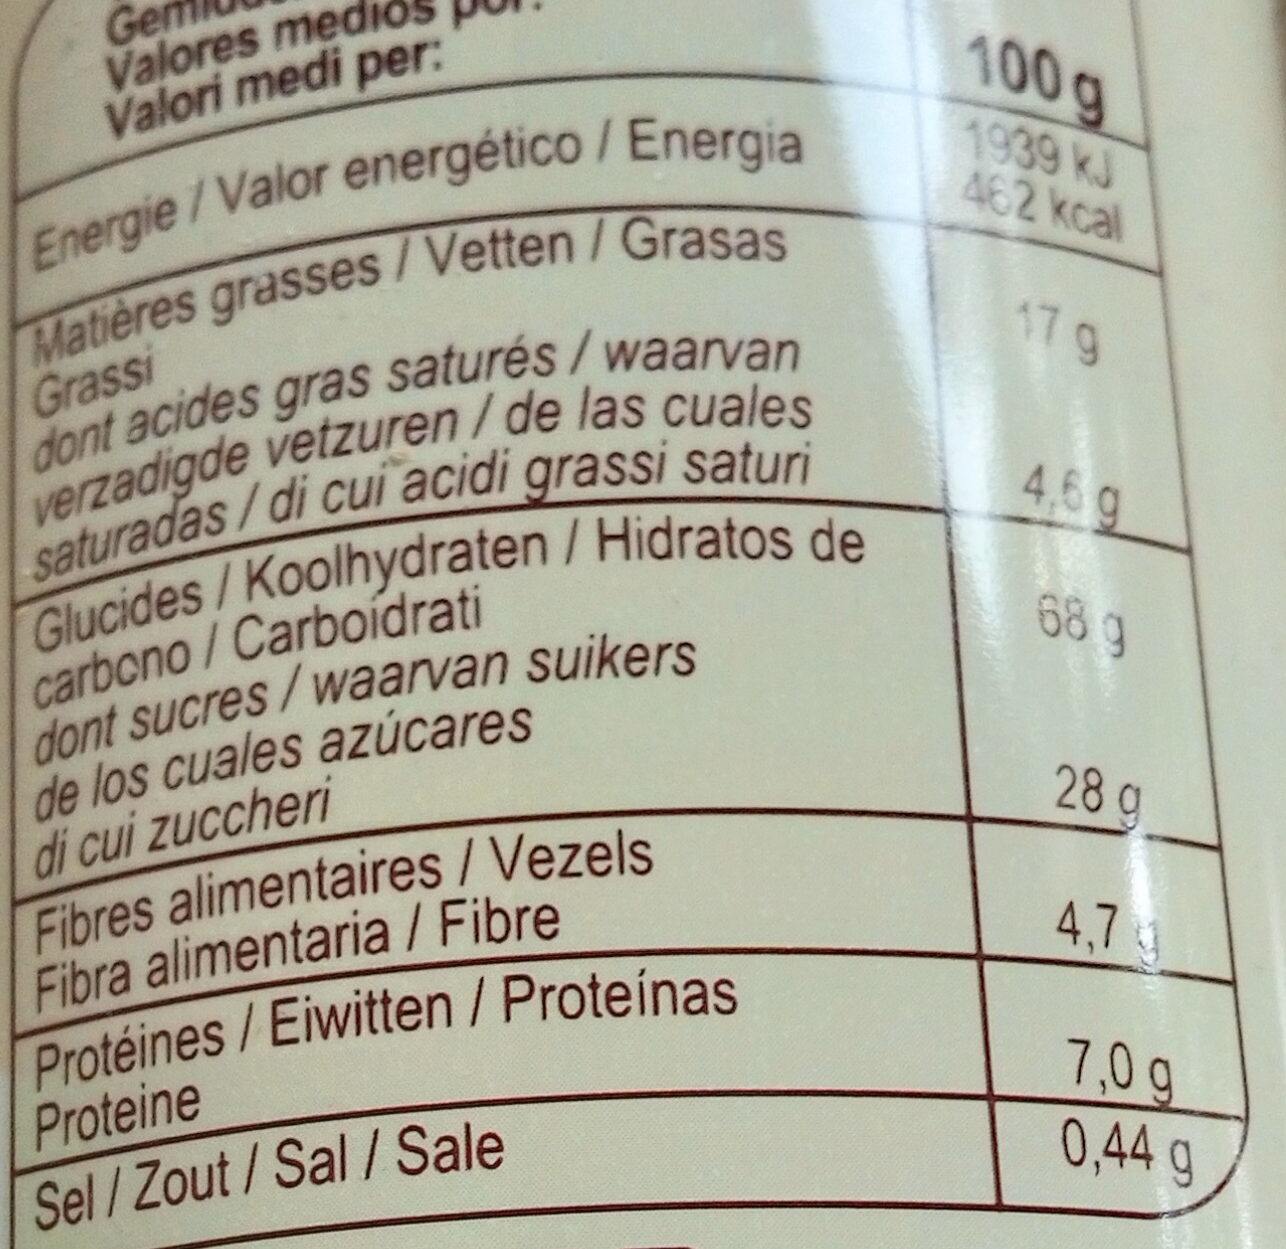 Valores medios
Valori medi per:
100 g
Energie / Valor energético / Energia
1939 kJ
462 kcal
Matières grasses / Vetten / Grasas
Grassi
17 g
dont acides gras saturés / waarvan
verzadigde vetzuren / de las cuales
saturadas / di cui acidi grassi saturi
4,6 g
Glucides / Koolhydraten / Hidratos de
carbono / Carboidrati
68 g
dont sucres / waarvan suikers
de los cuales azúcares
di cui zuccheri
28 g
Fibres alimentaires / Vezels
Fibra alimentaria / Fibre
4,7 g
Protéines / Eiwitten / Proteínas
Proteine
7,0 g
Sel / Zout / Sal / Sale
0,44 g